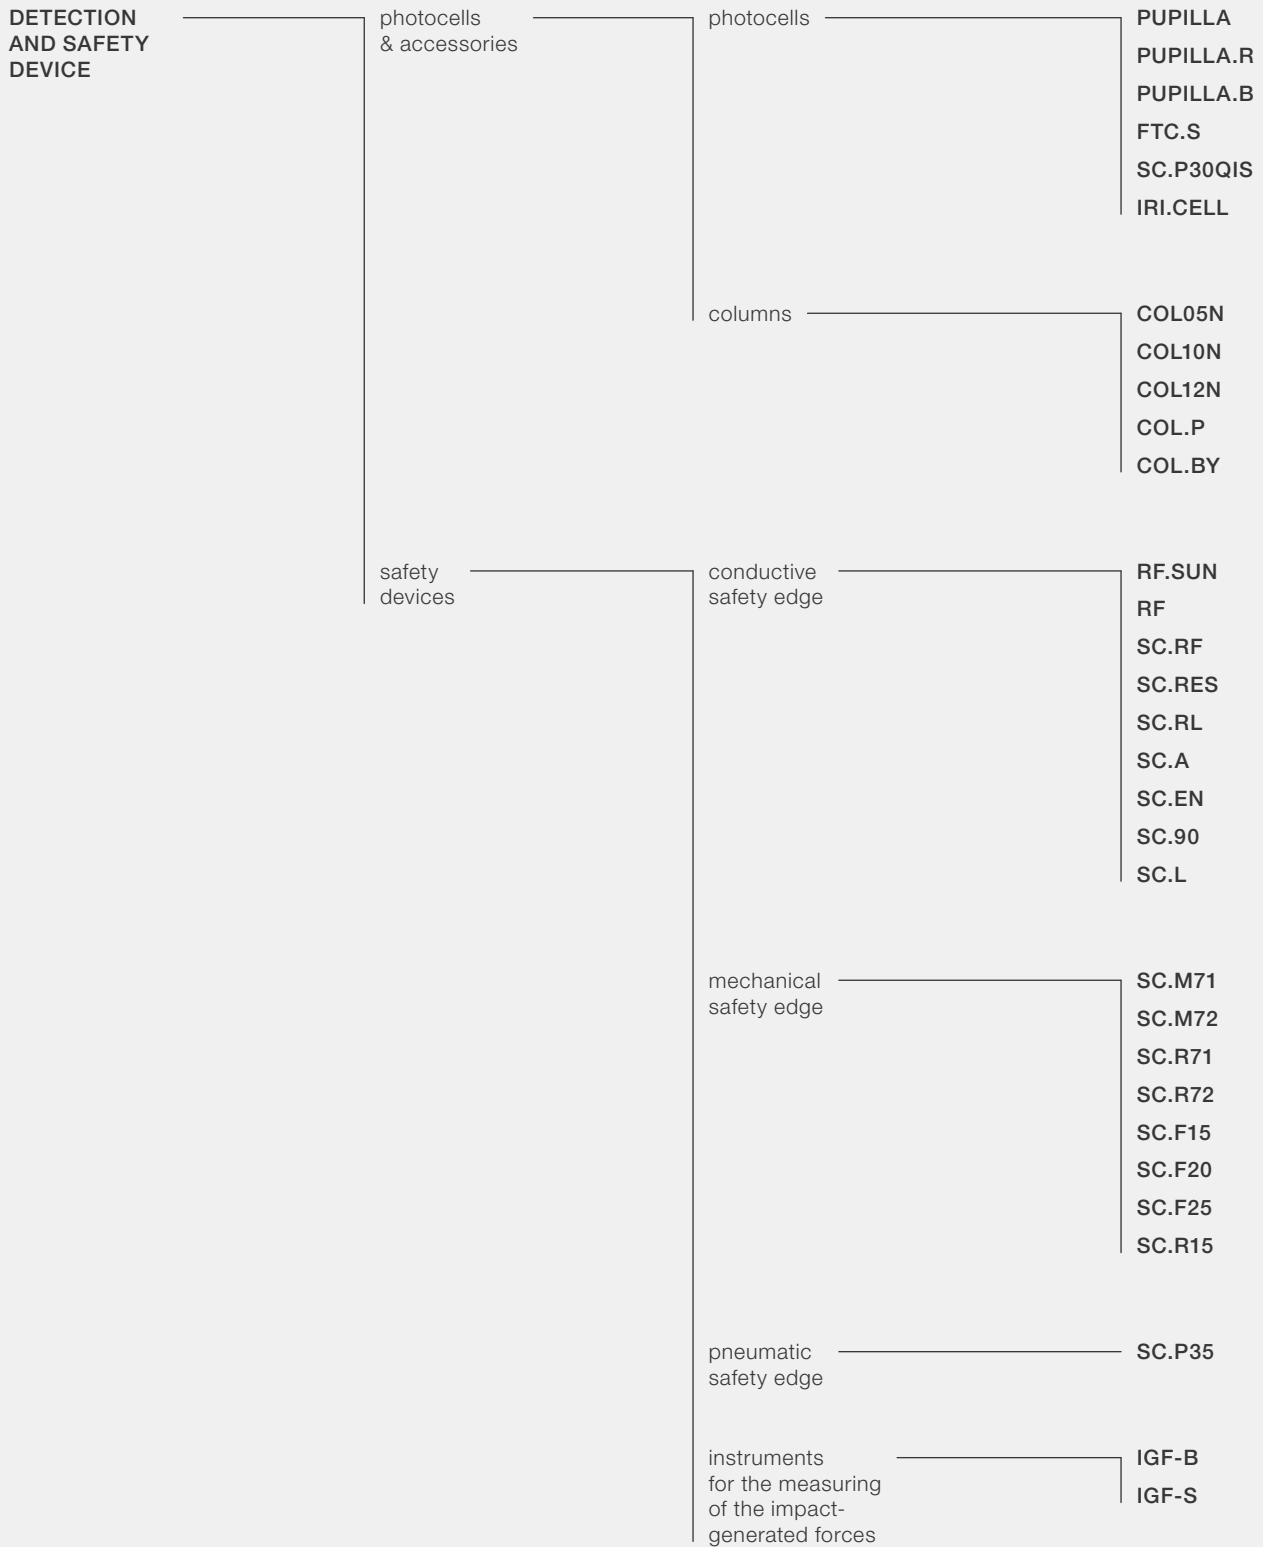 DETECTION
AND SAFETY
DEVICE
photocells
& accessories
photocells
PUPILLA
PUPILLA.R
PUPILLA.B
FTC.S
SC.P30QIS
IRI.CELL
columns
COL05N
COL10N
COL12N
COL.P
COL.BY
safety
devices
conductive
safety edge
RF.SUN
RF
SC.RF
SC.RES
SC.RL
SC.A
SC.EN
SC.90
SC.L
mechanical
safety edge
SC.M71
SC.M72
SC.R71
SC.R72
SC.F15
SC.F20
SC.F25
SC.R15
pneumatic
safety edge
SC.P35
instruments
for the measuring
of the impact-
generated forces
IGF-B
IGF-S